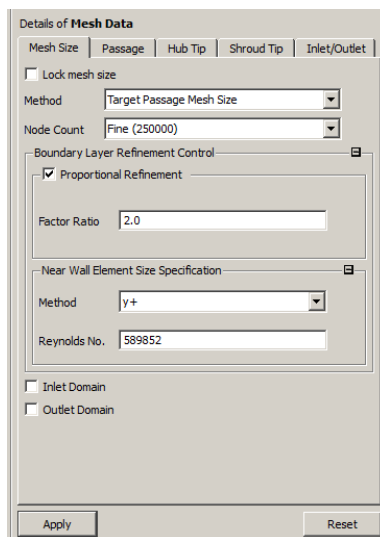 Details of Mesh Data
Mesh Size Passage Hub Tip Shroud Tip Inlet/Outlet
Lock mesh size
Method Target Passage Mesh Size
Node Count Fine (250000)
Boundary Layer Refinement Control
Proportional Refinement
Factor Ratio 2.0
Near Wall Element Size Specification
Method y+
Reynolds No. 589852
Inlet Domain
Outlet Domain
Apply Reset